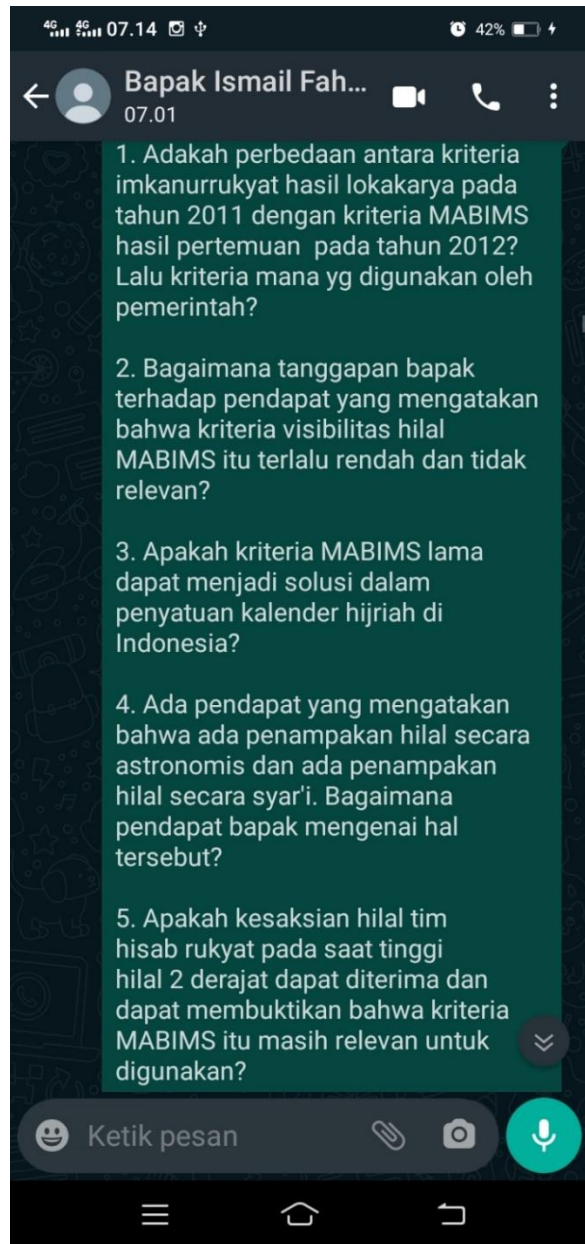 4G 4G 07.14 42%
Bapak Ismail Fah...
07.01
1. Adakah perbedaan antara kriteria
imkanurrukyat hasil lokakarya pada
tahun 2011 dengan kriteria MABIMS
hasil pertemuan pada tahun 2012?
Lalu kriteria mana yg digunakan oleh
pemerintah?
2. Bagaimana tanggapan bapak
terhadap pendapat yang mengatakan
bahwa kriteria visibilitas hilal
MABIMS itu terlalu rendah dan tidak
relevan?
3. Apakah kriteria MABIMS lama
dapat menjadi solusi dalam
penyatuan kalender hijriah di
Indonesia?
4. Ada pendapat yang mengatakan
bahwa ada penampakan hilal secara
astronomis dan ada penampakan
hilal secara syar'i. Bagaimana
pendapat bapak mengenai hal
tersebut?
5. Apakah kesaksian hilal tim
hisab rukyat pada saat tinggi
hilal 2 derajat dapat diterima dan
dapat membuktikan bahwa kriteria
MABIMS itu masih relevan untuk
digunakan?
Ketik pesan